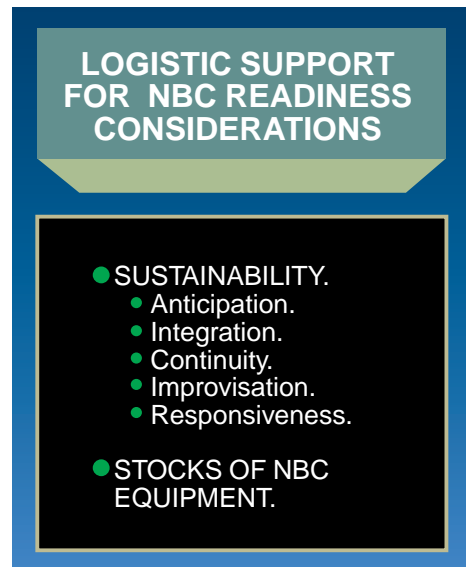 LOGISTIC SUPPORT
FOR NBC READINESS
CONSIDERATIONS
SUSTAINABILITY.
Anticipation.
Integration.
Continuity.
Improvisation.
Responsiveness.
STOCKS OF NBC
EQUIPMENT.